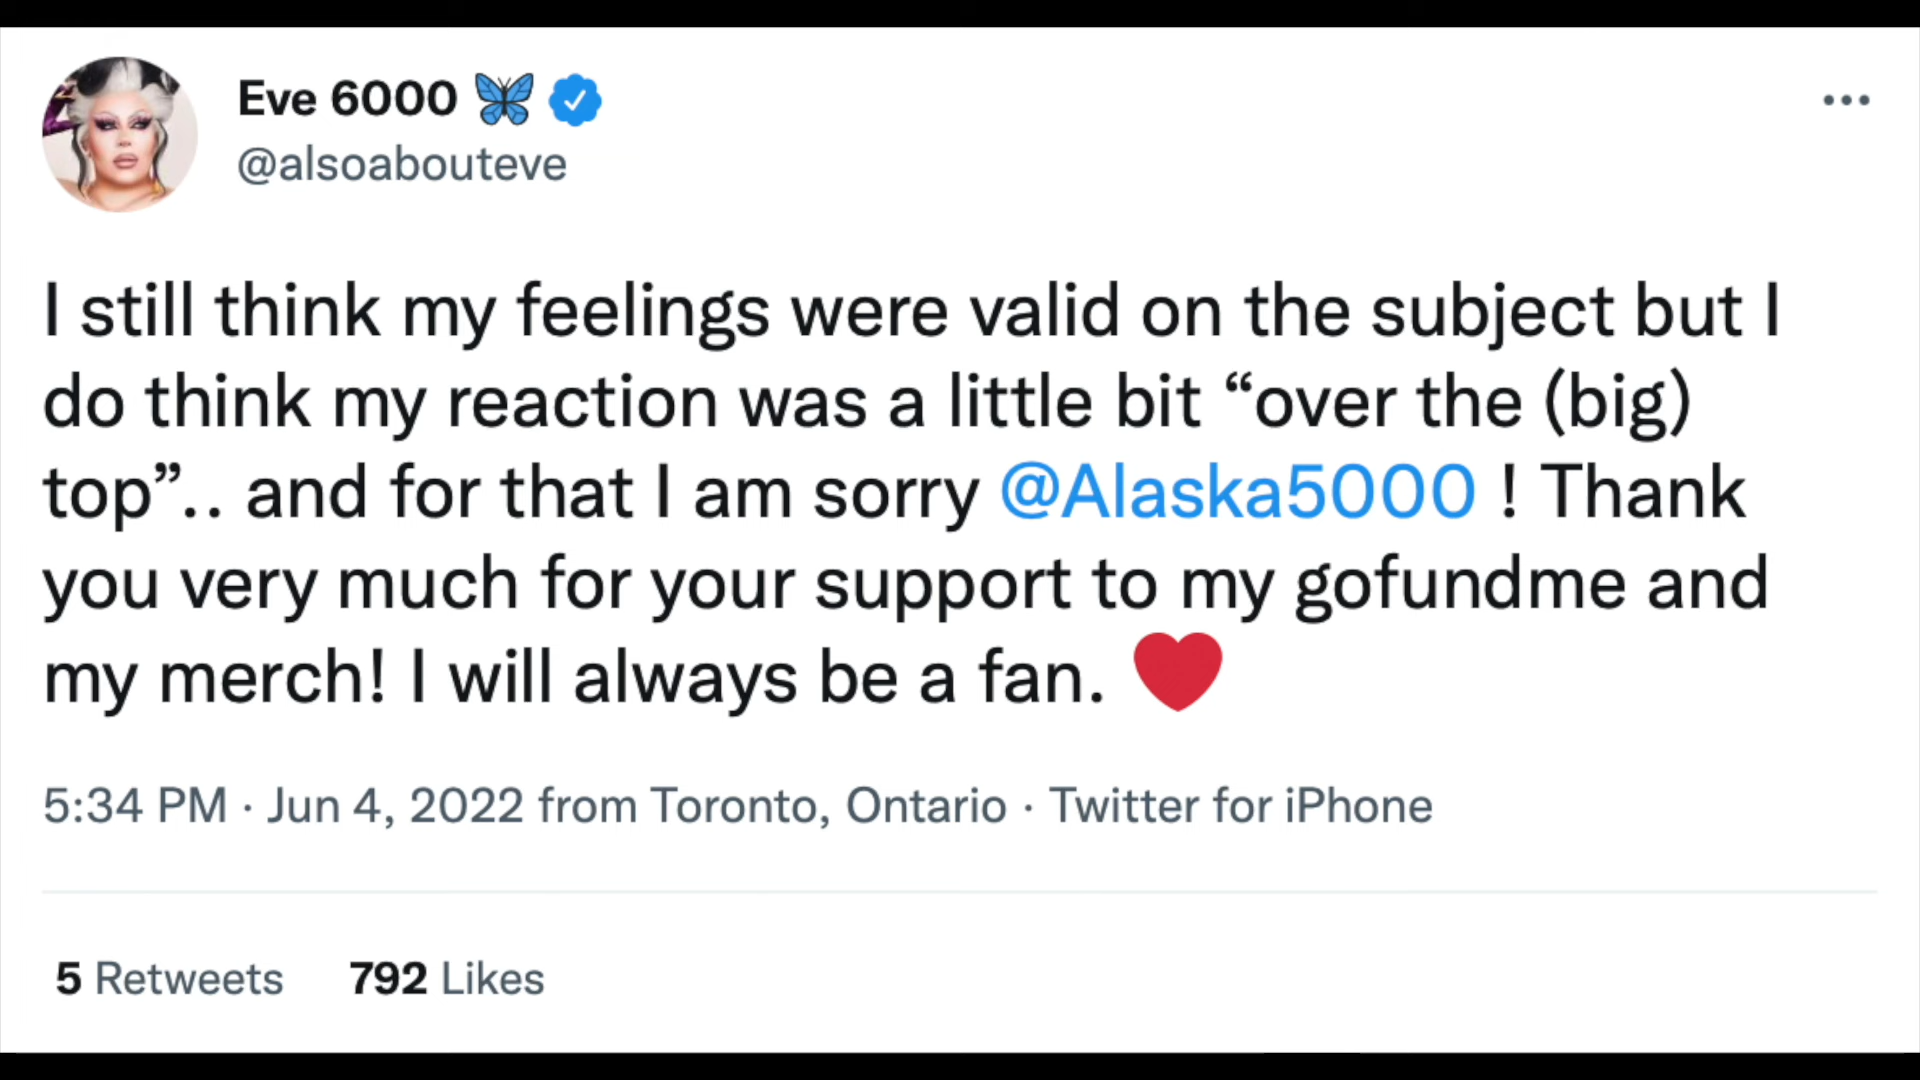 Eve 6000 🦋
@alsoabouteve
I still think my feelings were valid on the subject but I
do think my reaction was a little bit “over the (big)
top”.. and for that I am sorry @Alaska5000 ! Thank
you very much for your support to my gofundme and
my merch! I will always be a fan. ❤️
5:34 PM · Jun 4, 2022 from Toronto, Ontario · Twitter for iPhone
5 Retweets 792 Likes